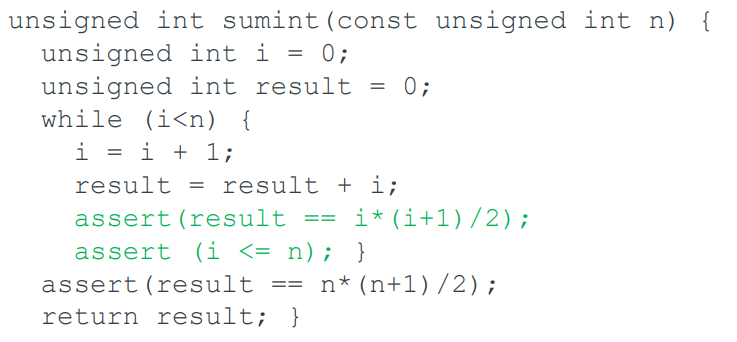 unsigned int sumint(const unsigned int n) {
  unsigned int i = 0;
  unsigned int result = 0;
  while (i<n) {
    i = i + 1;
    result = result + i;
    assert(result == i*(i+1)/2);
    assert (i <= n); }
  assert(result == n*(n+1)/2);
  return result; }